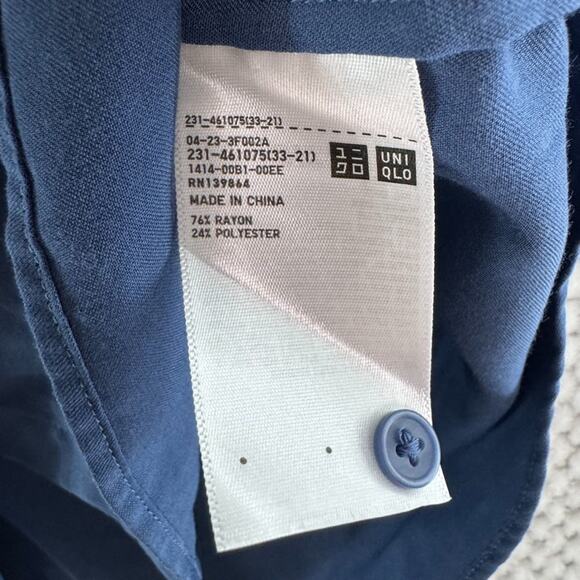 231-461075(33-21)
04-23-3F002A
231-461075(33-21)
1414-00B1-00EE
RN139864
MADE IN CHINA
76% RAYON
24% POLYESTER
ユニ
クロ
UNI
QLO